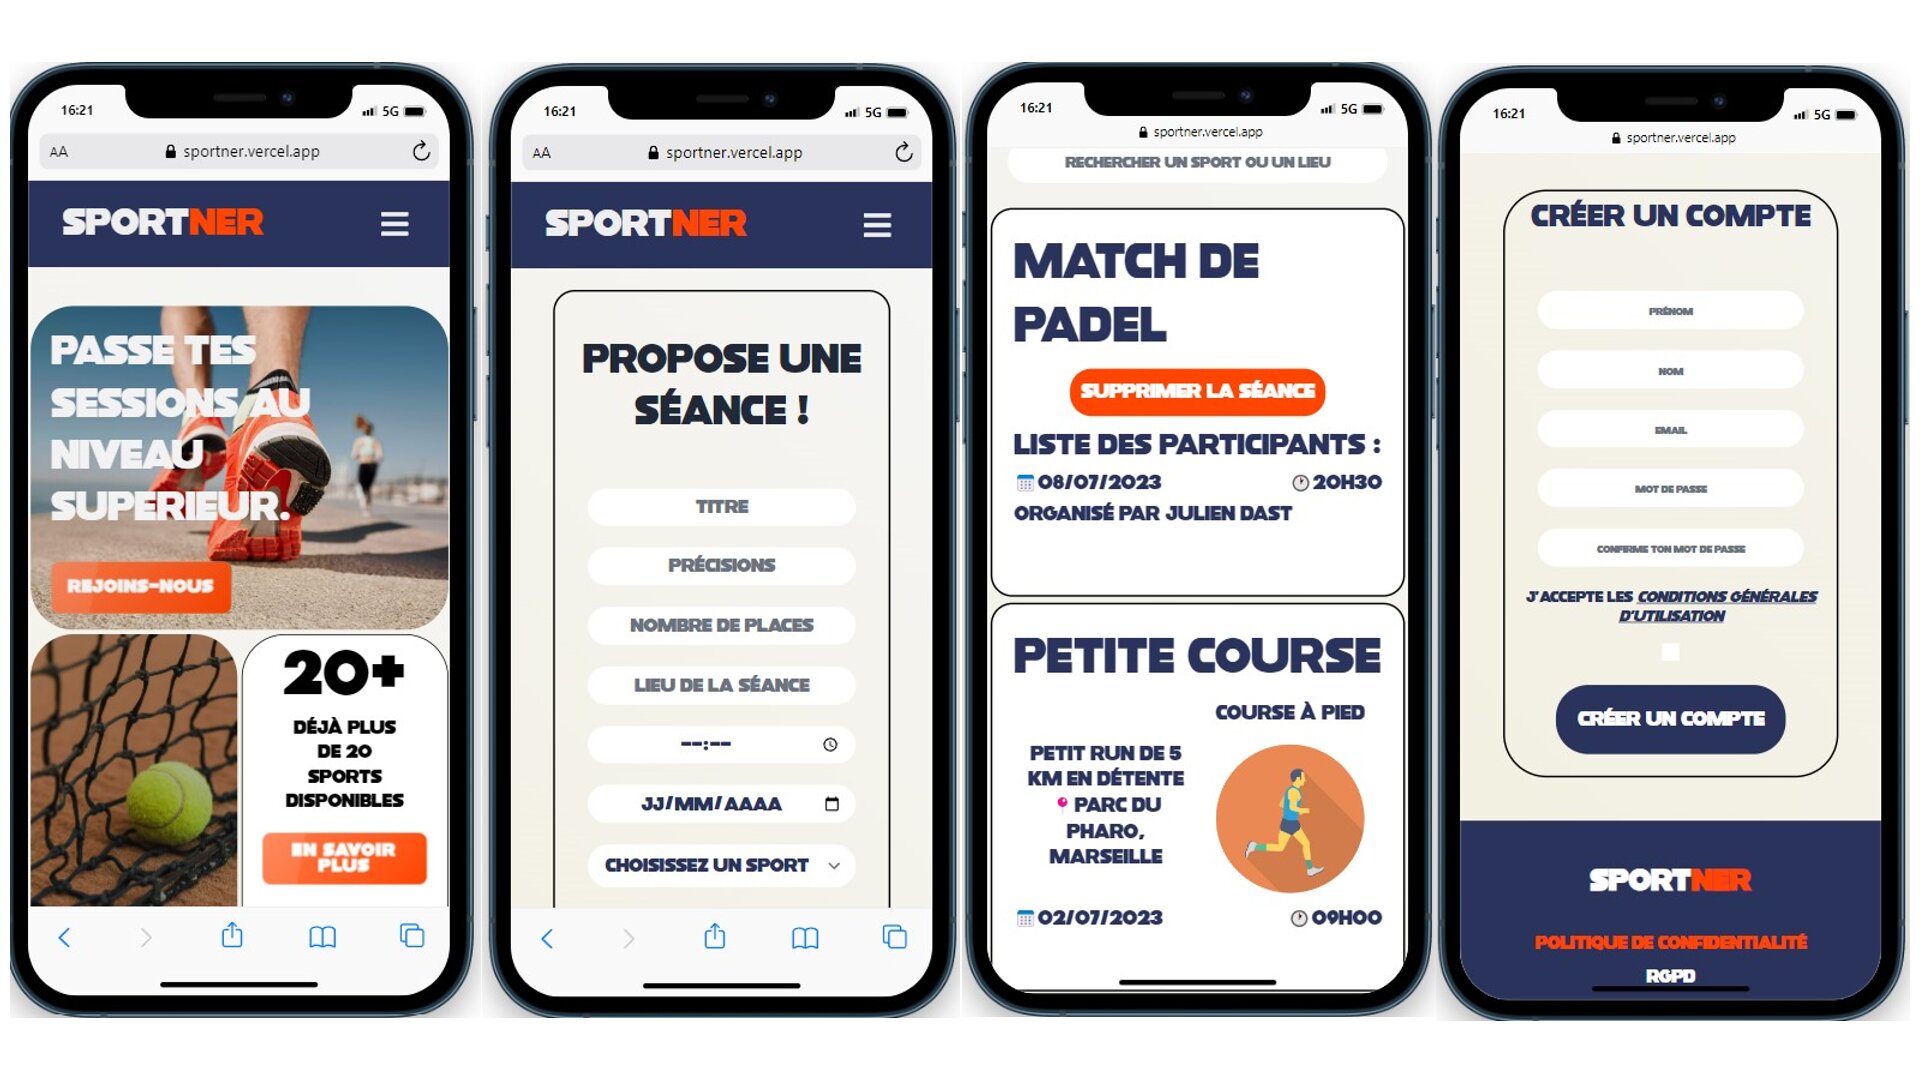 16:21
5G
AA
sportner.vercel.app
SPORTNER
PASSE TES
SESSIONS AU
NIVEAU
SUPERIEUR.
REJOINS-NOUS
20+
DÉJÀ PLUS
DE 20
SPORTS
DISPONIBLES
EN SAVOIR
PLUS
16:21
5G
AA
sportner.vercel.app
SPORTNER
PROPOSE UNE
SÉANCE !
TITRE
PRÉCISIONS
NOMBRE DE PLACES
LIEU DE LA SÉANCE
--:--
JJ/MM/AAAA
CHOISISSEZ UN SPORT
16:21
5G
sportner.vercel.app
RECHERCHER UN SPORT OU UN LIEU
MATCH DE
PADEL
SUPPRIMER LA SÉANCE
LISTE DES PARTICIPANTS :
08/07/2023
20H30
ORGANISÉ PAR JULIEN DAST
PETITE COURSE
COURSE À PIED
PETIT RUN DE 5
KM EN DÉTENTE
PARC DU
PHARO,
MARSEILLE
02/07/2023
09H00
16:21
5G
sportner.vercel.app
CRÉER UN COMPTE
PRÉNOM
NOM
EMAIL
MOT DE PASSE
CONFIRME TON MOT DE PASSE
J'ACCEPTE LES CONDITIONS GÉNÉRALES
D'UTILISATION
CRÉER UN COMPTE
SPORTNER
POLITIQUE DE CONFIDENTIALITÉ
RGPD